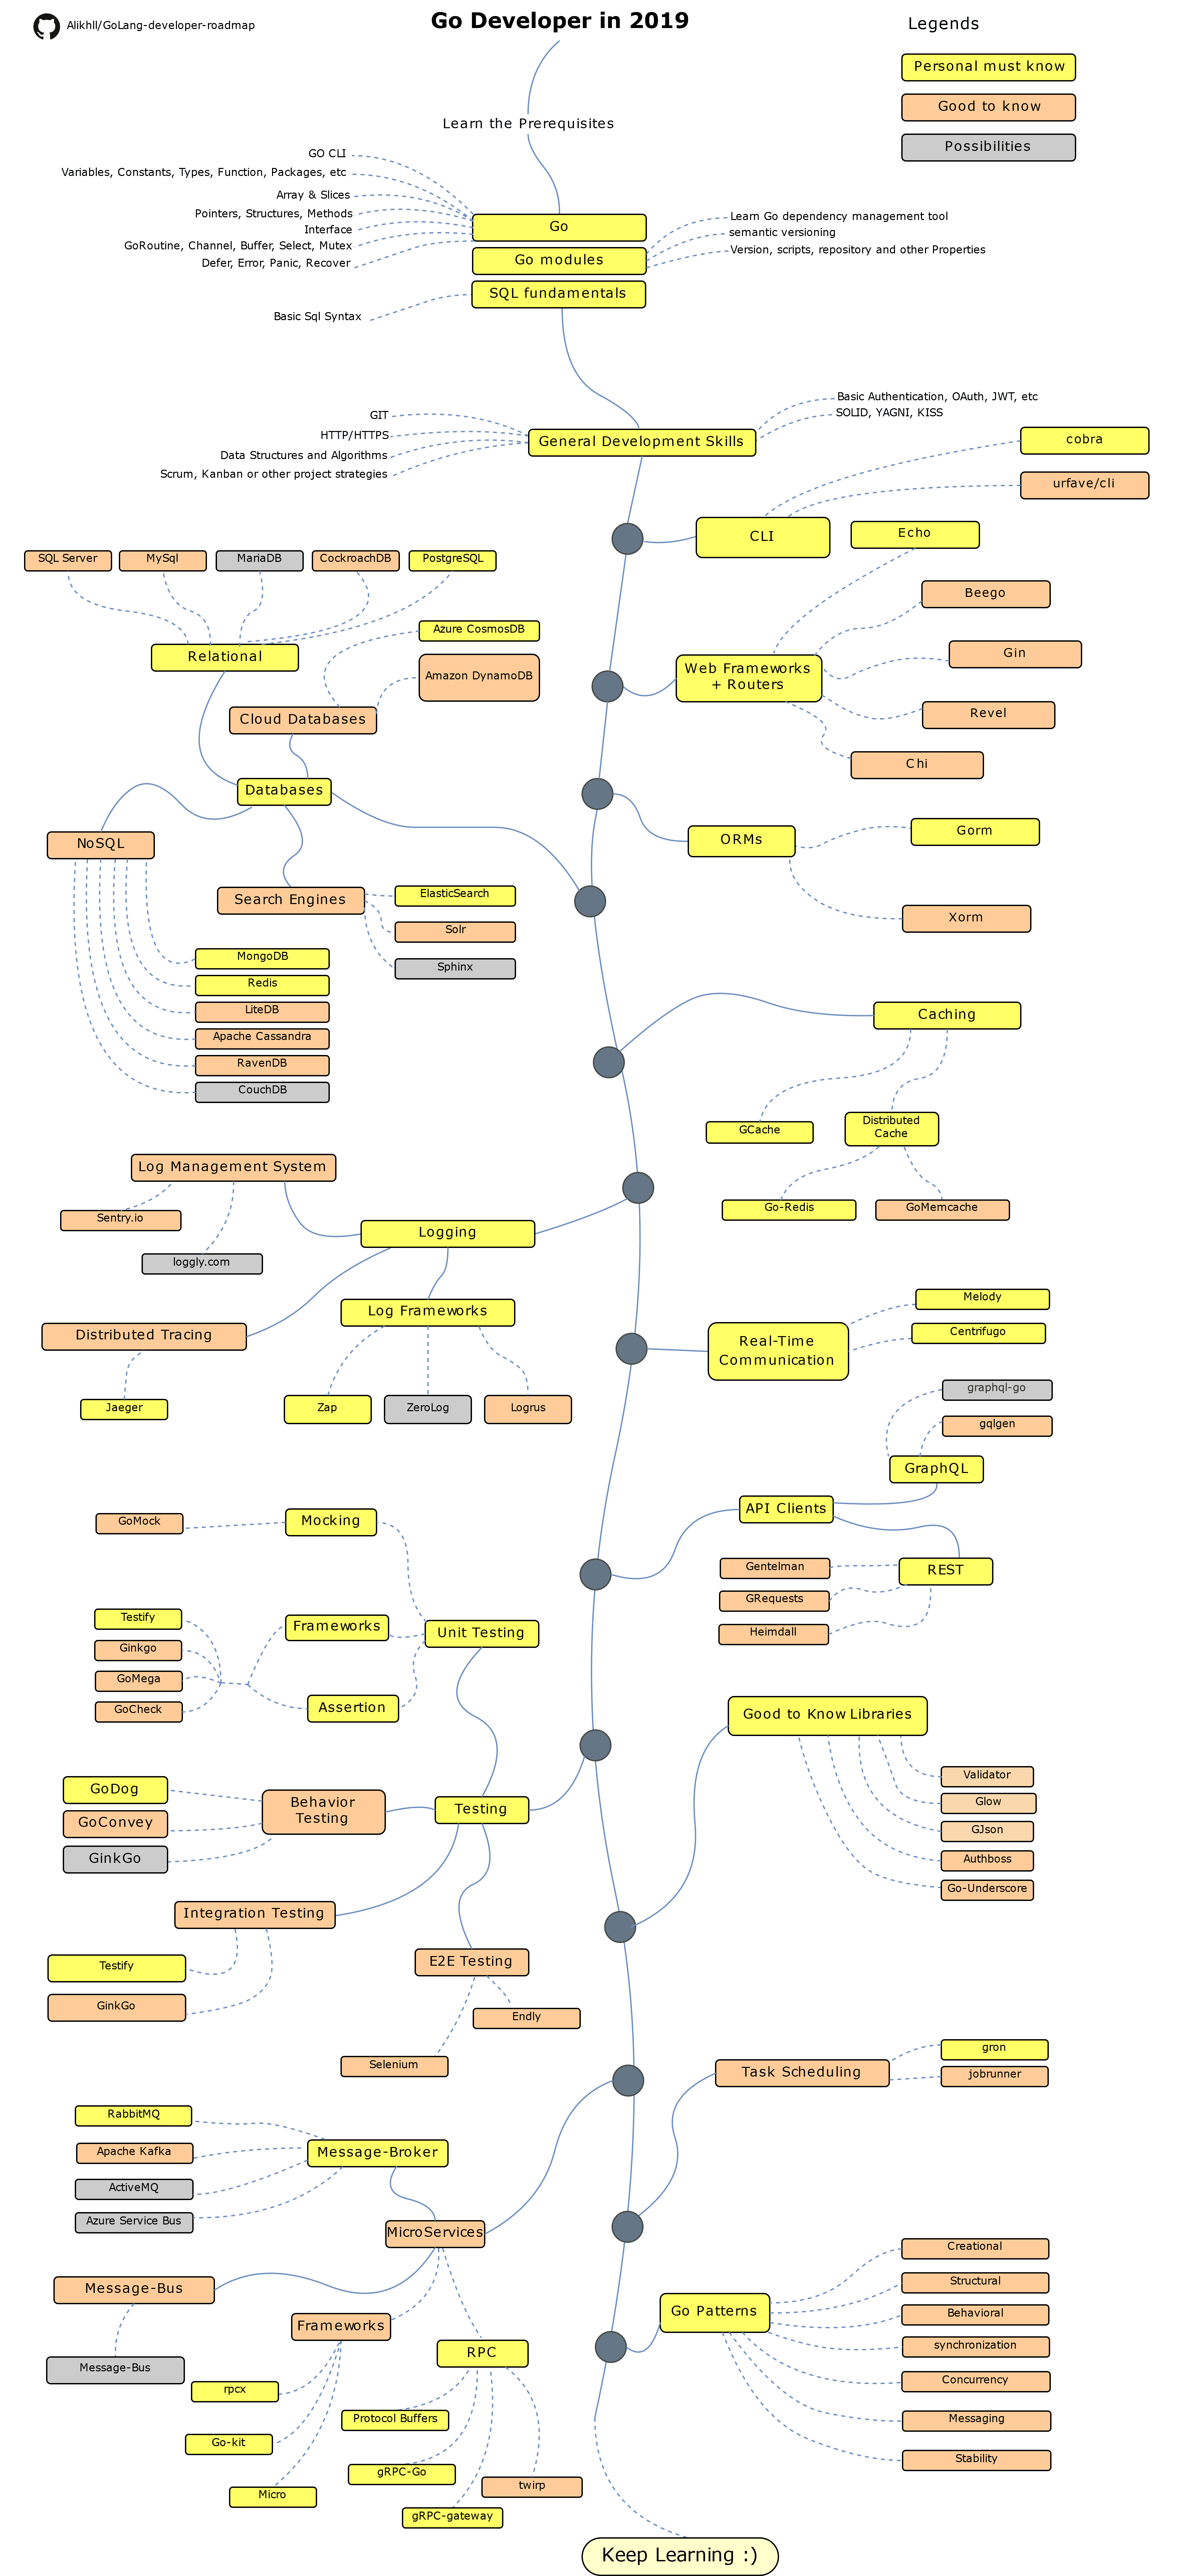 Alikhll/GoLang-developer-roadmap
Go Developer in 2019
Legends
Personal must know
Good to know
Possibilities
Learn the Prerequisites
GO CLI
Variables, Constants, Types, Function, Packages, etc
Array & Slices
Pointers, Structures, Methods
Interface
GoRoutine, Channel, Buffer, Select, Mutex
Defer, Error, Panic, Recover
Go
Go modules
SQL fundamentals
Learn Go dependency management tool
semantic versioning
Version, scripts, repository and other Properties
Basic Sql Syntax
GIT
HTTP/HTTPS
Data Structures and Algorithms
Scrum, Kanban or other project strategies
General Development Skills
Basic Authentication, OAuth, JWT, etc
SOLID, YAGNI, KISS
cobra
urfave/cli
CLI
Echo
Beego
Gin
Revel
Chi
Web Frameworks
+ Routers
SQL Server
MySql
MariaDB
CockroachDB
PostgreSQL
Relational
Azure CosmosDB
Amazon DynamoDB
Cloud Databases
Databases
NoSQL
Search Engines
ElasticSearch
Solr
Sphinx
MongoDB
Redis
LiteDB
Apache Cassandra
RavenDB
CouchDB
ORMs
Gorm
Xorm
Caching
GCache
Distributed
Cache
Go-Redis
GoMemcache
Log Management System
Sentry.io
loggly.com
Logging
Log Frameworks
Distributed Tracing
Jaeger
Zap
ZeroLog
Logrus
Real-Time
Communication
Melody
Centrifugo
graphql-go
gqlgen
GraphQL
API Clients
REST
Gentelman
GRequests
Heimdall
GoMock
Mocking
Testify
Ginkgo
GoMega
GoCheck
Frameworks
Assertion
Unit Testing
Good to Know Libraries
Validator
Glow
GJson
Authboss
Go-Underscore
GoDog
GoConvey
GinkGo
Behavior
Testing
Testing
Integration Testing
Testify
GinkGo
E2E Testing
Endly
Selenium
Task Scheduling
gron
jobrunner
RabbitMQ
Apache Kafka
ActiveMQ
Azure Service Bus
Message-Broker
MicroServices
Message-Bus
Message-Bus
Frameworks
rpcx
Go-kit
Micro
RPC
Protocol Buffers
gRPC-Go
twirp
gRPC-gateway
Go Patterns
Creational
Structural
Behavioral
synchronization
Concurrency
Messaging
Stability
Keep Learning :)